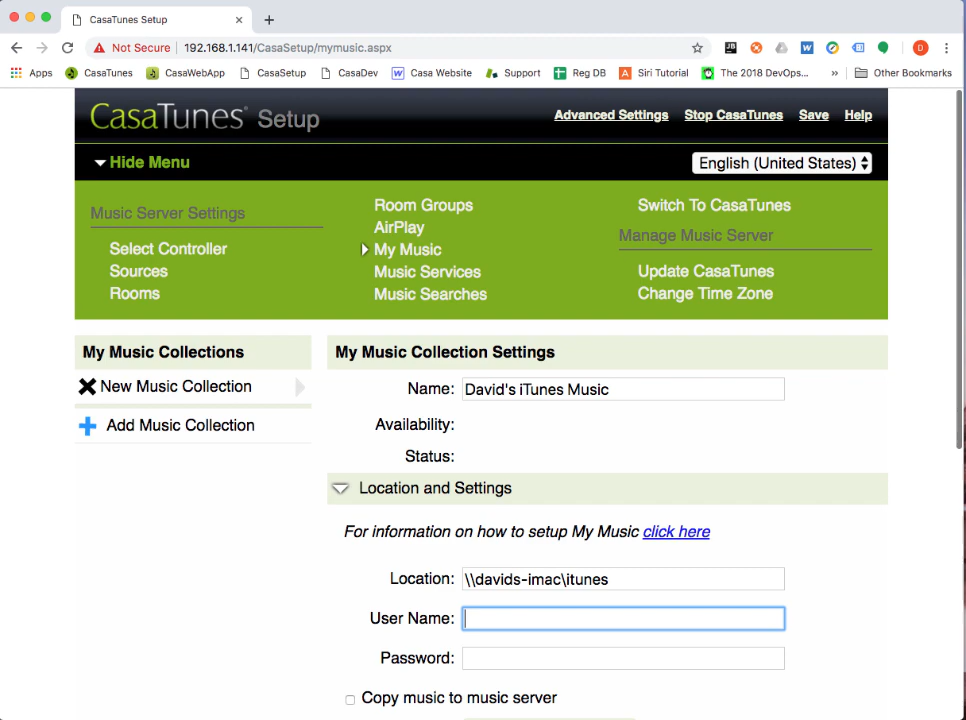 CasaTunes Setup
Not Secure 192.168.1.141/CasaSetup/mymusic.aspx
JB W D
Apps CasaTunes CasaWebApp CasaSetup CasaDev Casa Website Support Reg DB Siri Tutorial The 2018 DevOps... » Other Bookmarks
CasaTunes Setup
Advanced Settings Stop CasaTunes Save Help
Hide Menu
English (United States)
Music Server Settings
Select Controller
Sources
Rooms
Room Groups
AirPlay
My Music
Music Services
Music Searches
Switch To CasaTunes
Manage Music Server
Update CasaTunes
Change Time Zone
My Music Collections
New Music Collection
Add Music Collection
My Music Collection Settings
Name: David's iTunes Music
Availability:
Status:
Location and Settings
For information on how to setup My Music click here
Location: \\davids-imac\itunes
User Name:
Password:
Copy music to music server